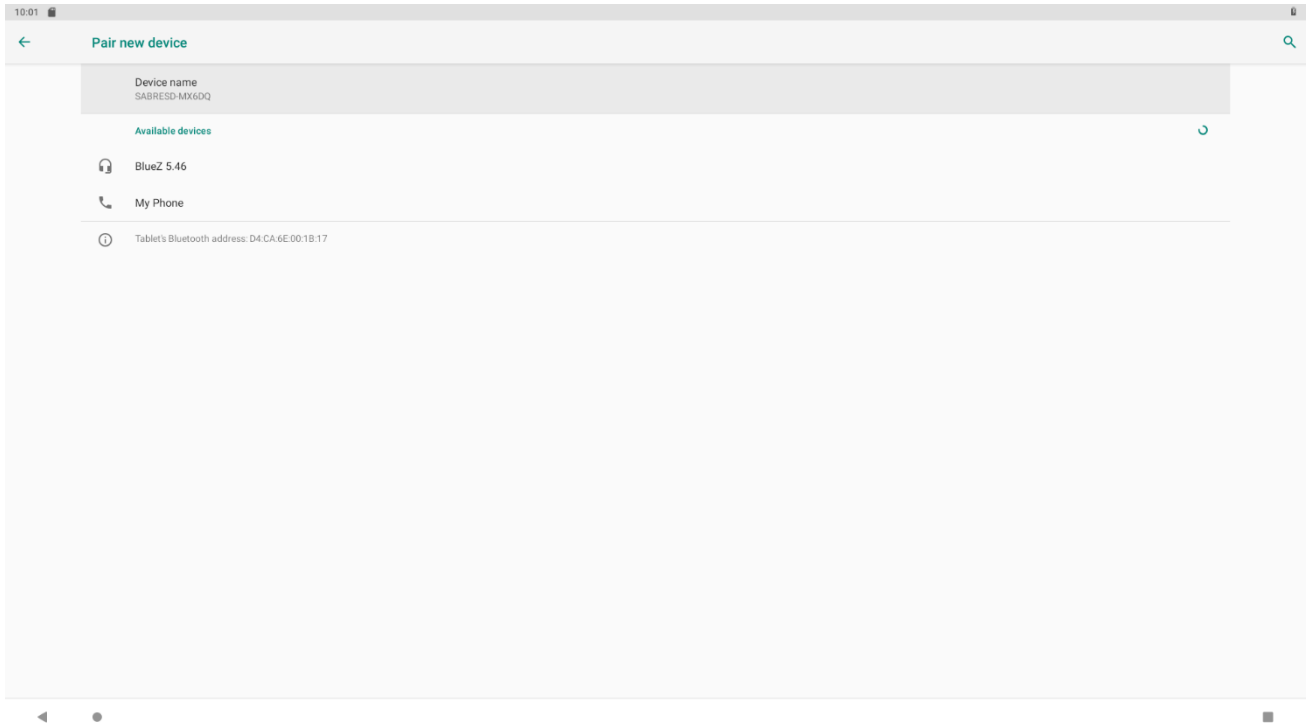 10:01
Pair new device
Device name
SABRESD-MX6DQ
Available devices
BlueZ 5.46
My Phone
Tablet's Bluetooth address: D4:CA:6E:00:1B:17